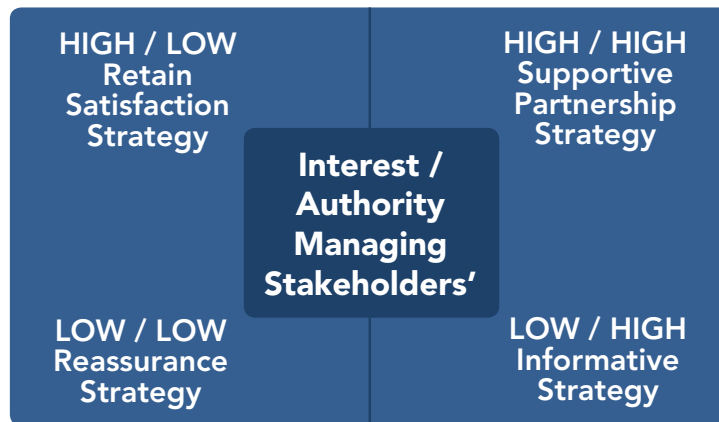 HIGH / LOW
Retain
Satisfaction
Strategy
HIGH / HIGH
Supportive
Partnership
Strategy
Interest /
Authority
Managing
Stakeholders’
LOW / LOW
Reassurance
Strategy
LOW / HIGH
Informative
Strategy